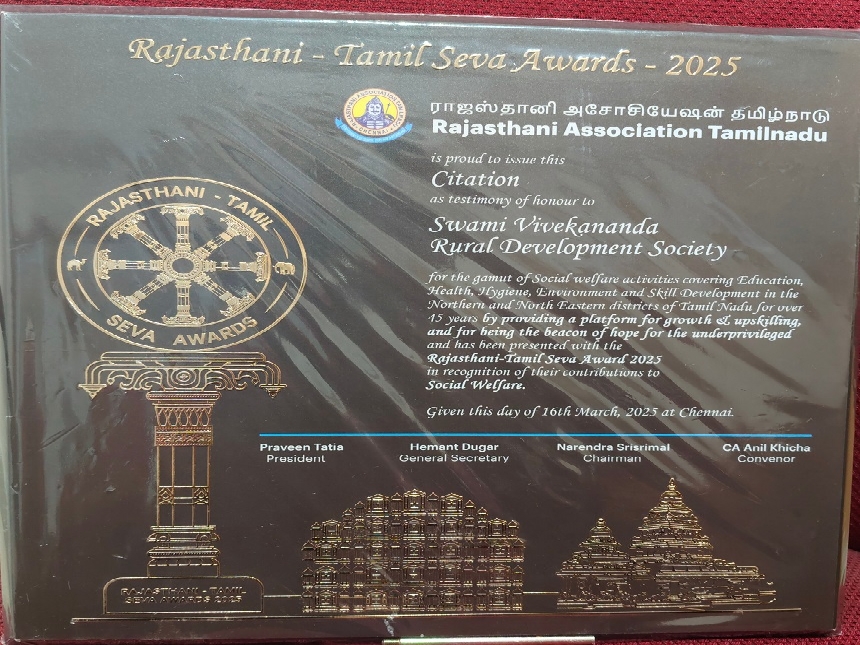 Rajasthani - Tamil Seva Awards - 2025
ராஜஸ்தானி அசோசியேஷன் தமிழ்நாடு
Rajasthani Association Tamilnadu
is proud to issue this
Citation
as testimony of honour to
Swami Vivekananda
Rural Development Society
for the gamut of Social welfare activities covering Education,
Health, Hygiene, Environment and Skill Development in the
Northern and North Eastern districts of Tamil Nadu for over
45 years by providing a platform for growth & upskilling,
and for being the beacon of hope for the underprivileged
and has been presented with the
Rajasthani-Tamil Seva Award 2025
in recognition of their contributions to
Social Welfare.
Given this day of 16th March, 2025 at Chennai.
RAJASTHANI - TAMIL
SEVA AWARDS
Praveen Tatia
President
Hemant Dugar
General Secretary
Narendra Srisrimal
Chairman
CA Anil Khicha
Convenor
RAJASTHANI - TAMIL
SEVA AWARDS 2025